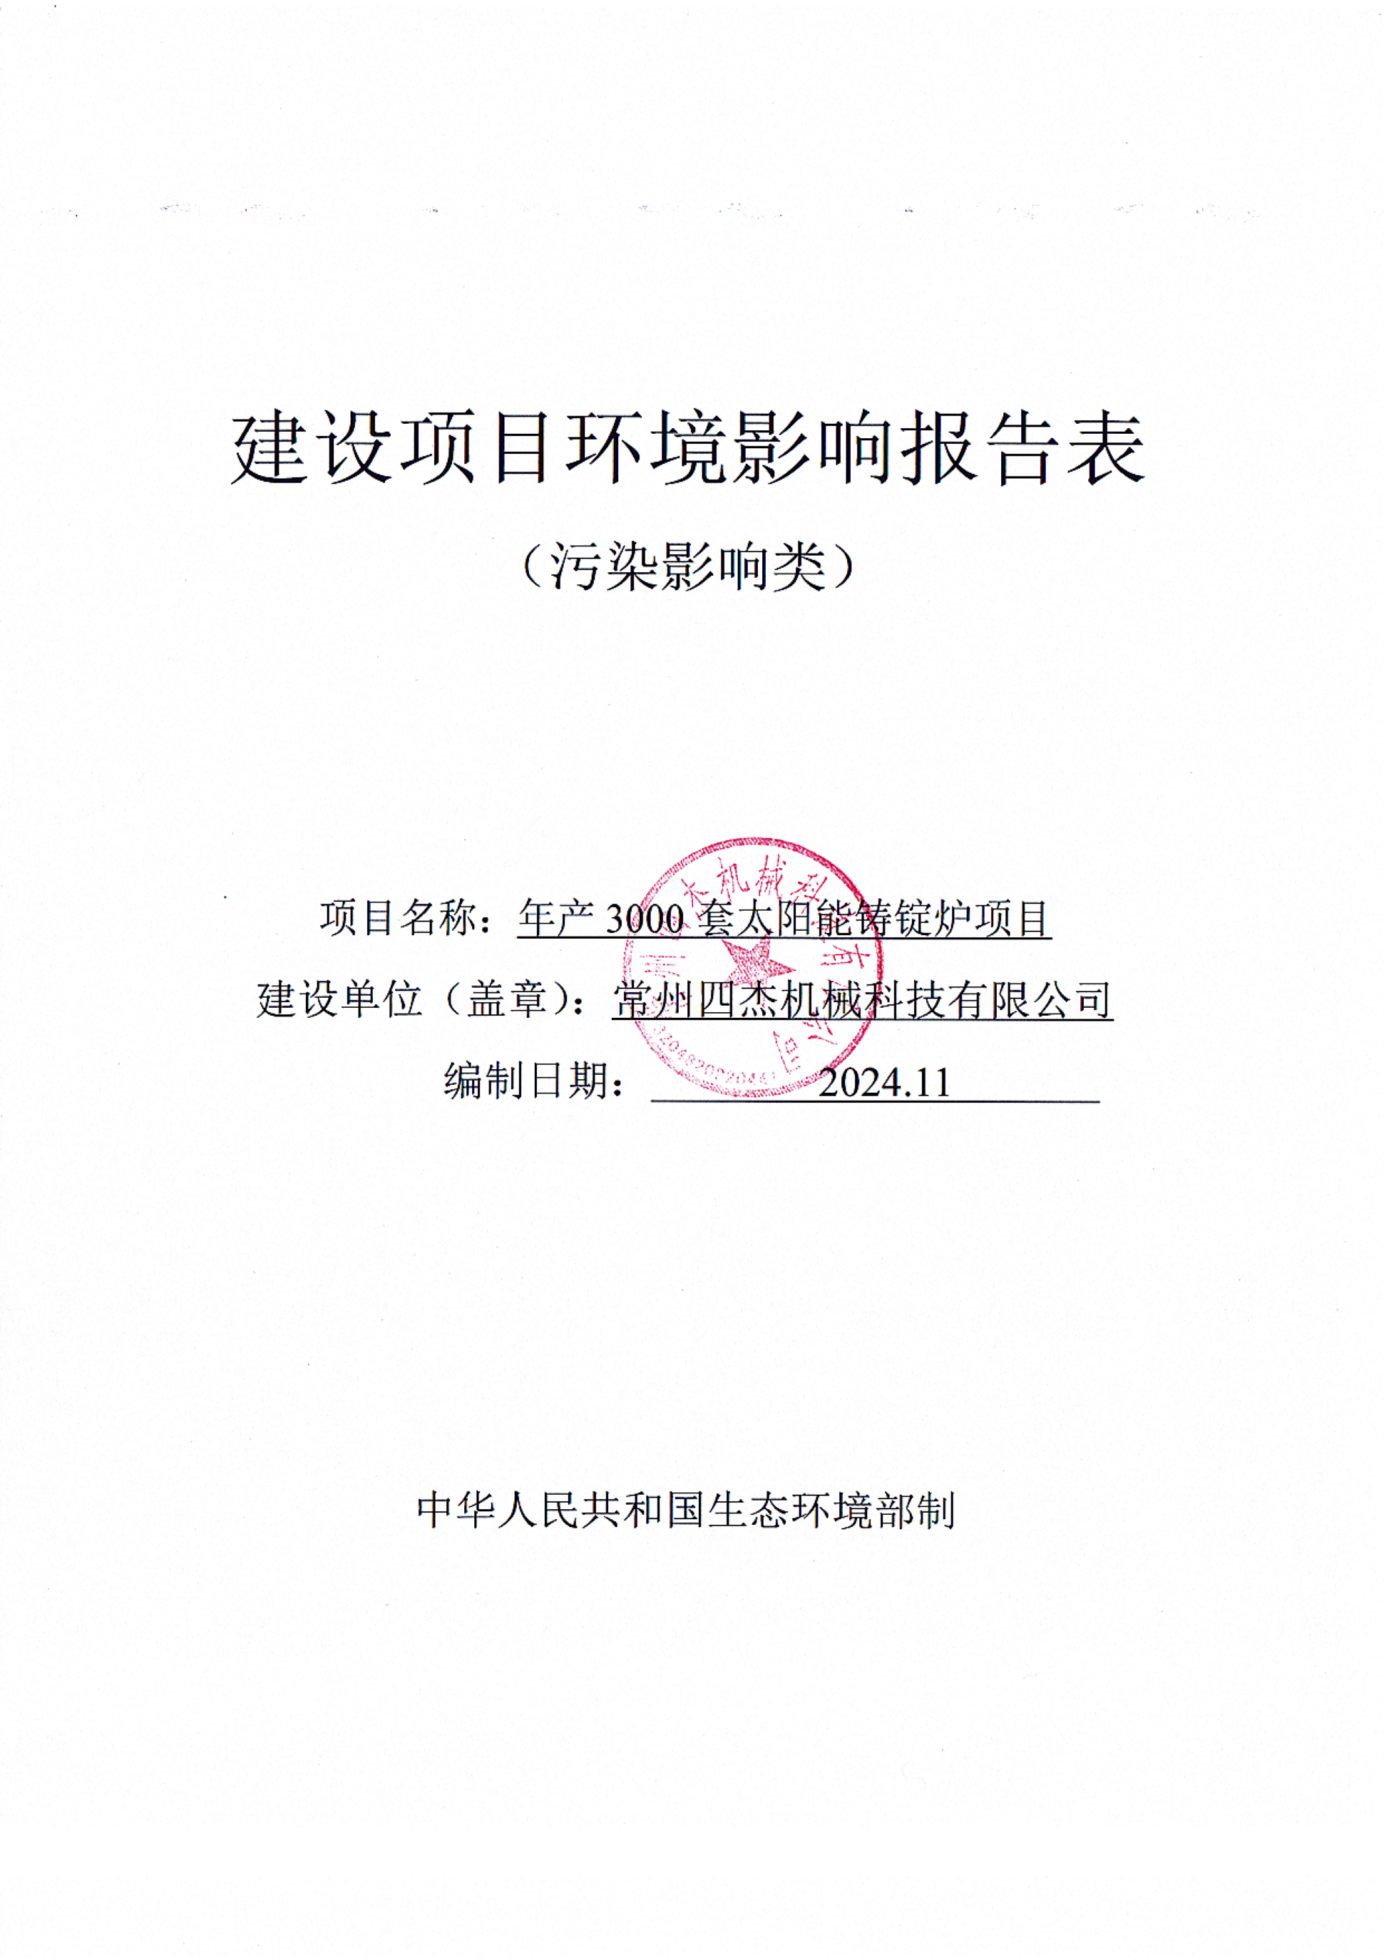 建设项目环境影响报告表
（污染影响类）
项目名称：年产3000套太阳能铸锭炉项目
建设单位（盖章）：常州四杰机械科技有限公司
编制日期：2024.11
中华人民共和国生态环境部制